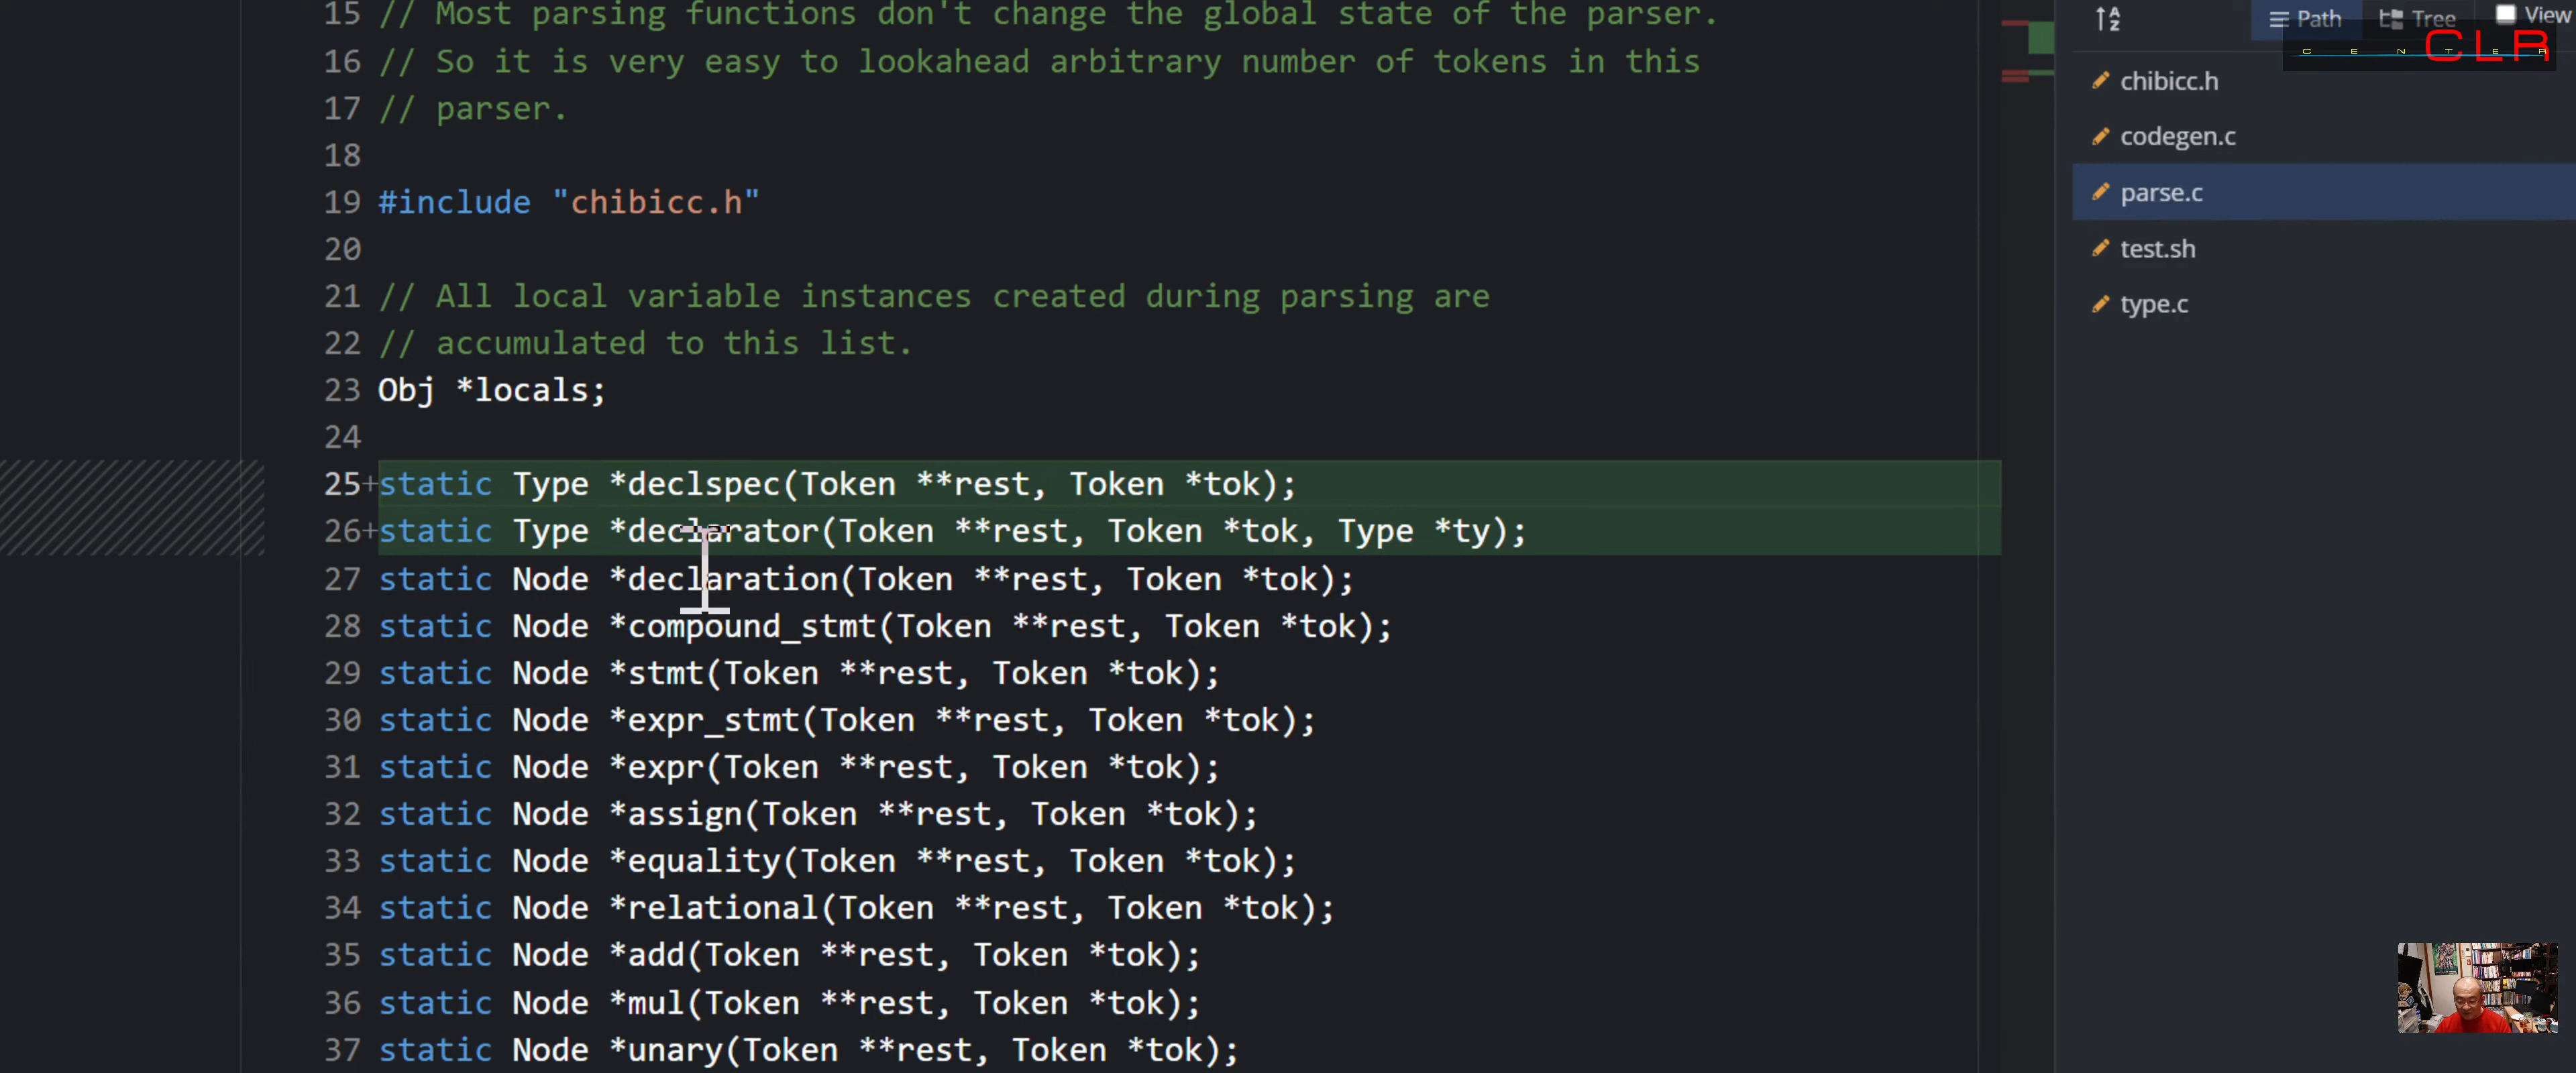 15 // Most parsing functions don't change the global state of the parser.
16 // So it is very easy to lookahead arbitrary number of tokens in this
17 // parser.
18
19 #include "chibicc.h"
20
21 // All local variable instances created during parsing are
22 // accumulated to this list.
23 Obj *locals;
24
25+static Type *declspec(Token **rest, Token *tok);
26+static Type *declarator(Token **rest, Token *tok, Type *ty);
27 static Node *declaration(Token **rest, Token *tok);
28 static Node *compound_stmt(Token **rest, Token *tok);
29 static Node *stmt(Token **rest, Token *tok);
30 static Node *expr_stmt(Token **rest, Token *tok);
31 static Node *expr(Token **rest, Token *tok);
32 static Node *assign(Token **rest, Token *tok);
33 static Node *equality(Token **rest, Token *tok);
34 static Node *relational(Token **rest, Token *tok);
35 static Node *add(Token **rest, Token *tok);
36 static Node *mul(Token **rest, Token *tok);
37 static Node *unary(Token **rest, Token *tok);
AZ Path Tree View
CENTER CLR
chibicc.h
codegen.c
parse.c
test.sh
type.c